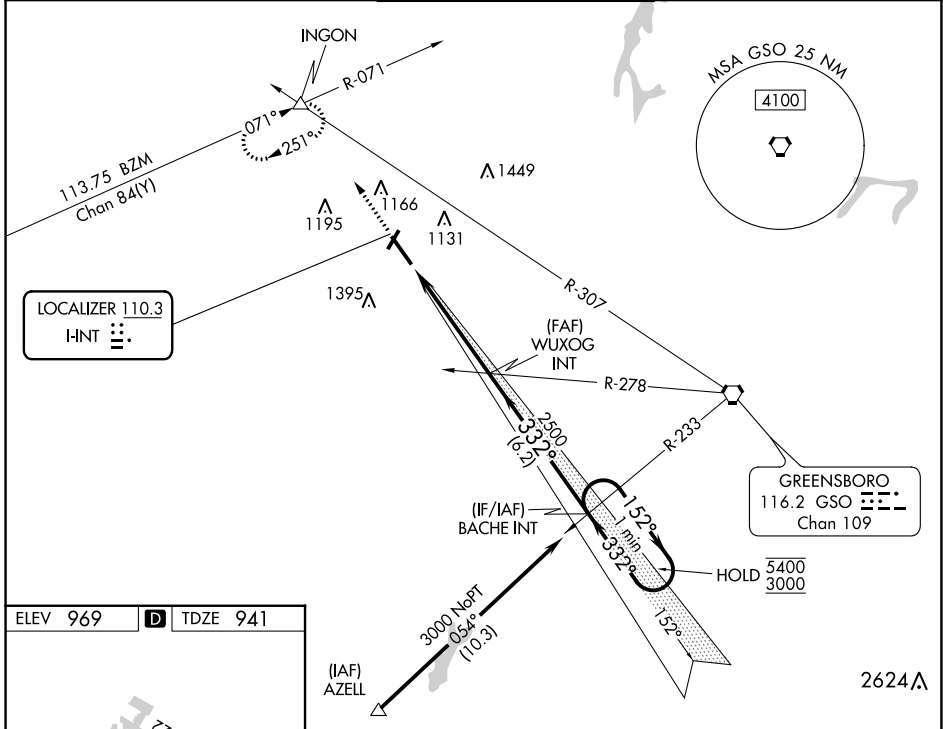 INGON
R-071
071°
251°
113.75 BZM
Chan 84(Y)
MSA GSO 25 NM
4100
1449
1195
1166
1131
1395
LOCALIZER 110.3
I-INT
R-307
(FAF)
WUXOG
INT
R-278
R-233
2500
332°
(6.2)
GREENSBORO
116.2 GSO
Chan 109
(IF/IAF)
BACHE INT
152°
1 min
332°
HOLD 5400
3000
152°
3000 NoPT
054°
(10.3)
(IAF)
AZELL
2624
ELEV 969 D TDZE 941
22